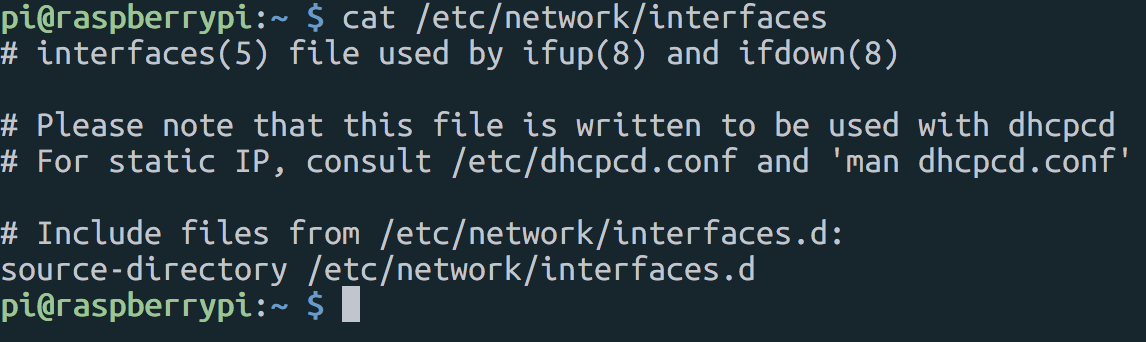 pi@raspberrypi:~ $ cat /etc/network/interfaces
# interfaces(5) file used by ifup(8) and ifdown(8)
# Please note that this file is written to be used with dhcpcd
# For static IP, consult /etc/dhcpcd.conf and 'man dhcpcd.conf'
# Include files from /etc/network/interfaces.d:
source-directory /etc/network/interfaces.d
pi@raspberrypi:~ $